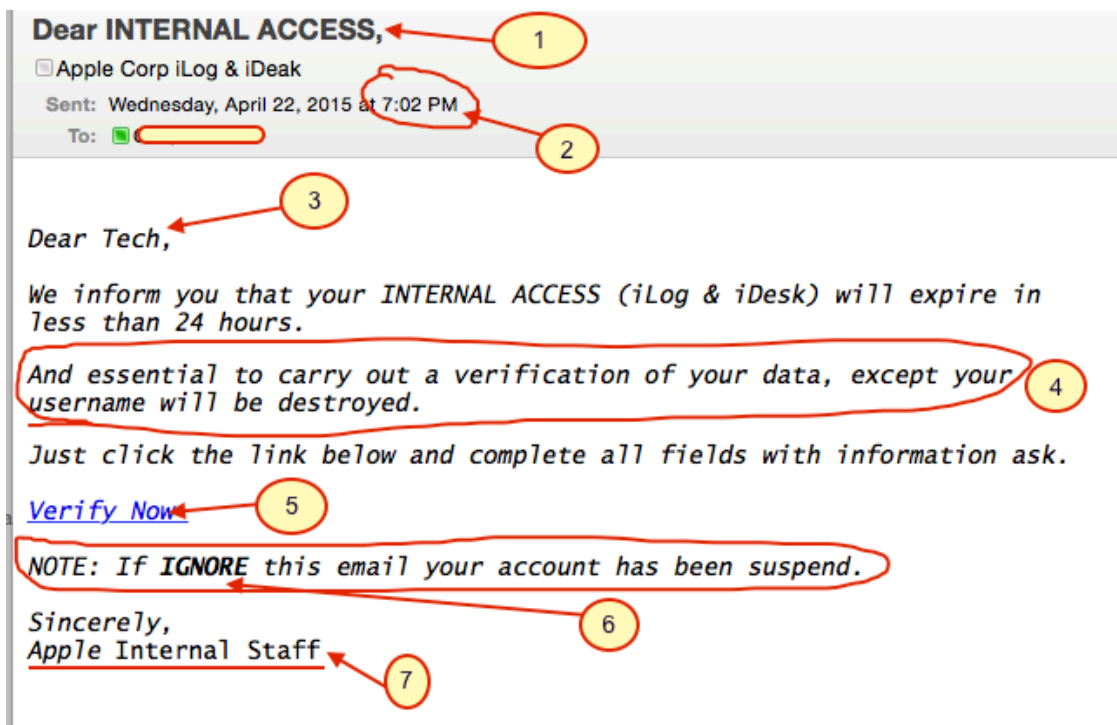 Dear INTERNAL ACCESS,
1
Apple Corp iLog & iDeak
Sent: Wednesday, April 22, 2015 at 7:02 PM
To:
2
3
Dear Tech,
We inform you that your INTERNAL ACCESS (iLog & iDesk) will expire in
less than 24 hours.
And essential to carry out a verification of your data, except your
username will be destroyed.
4
Just click the link below and complete all fields with information ask.
Verify Now
5
NOTE: If IGNORE this email your account has been suspend.
6
Sincerely,
Apple Internal Staff
7